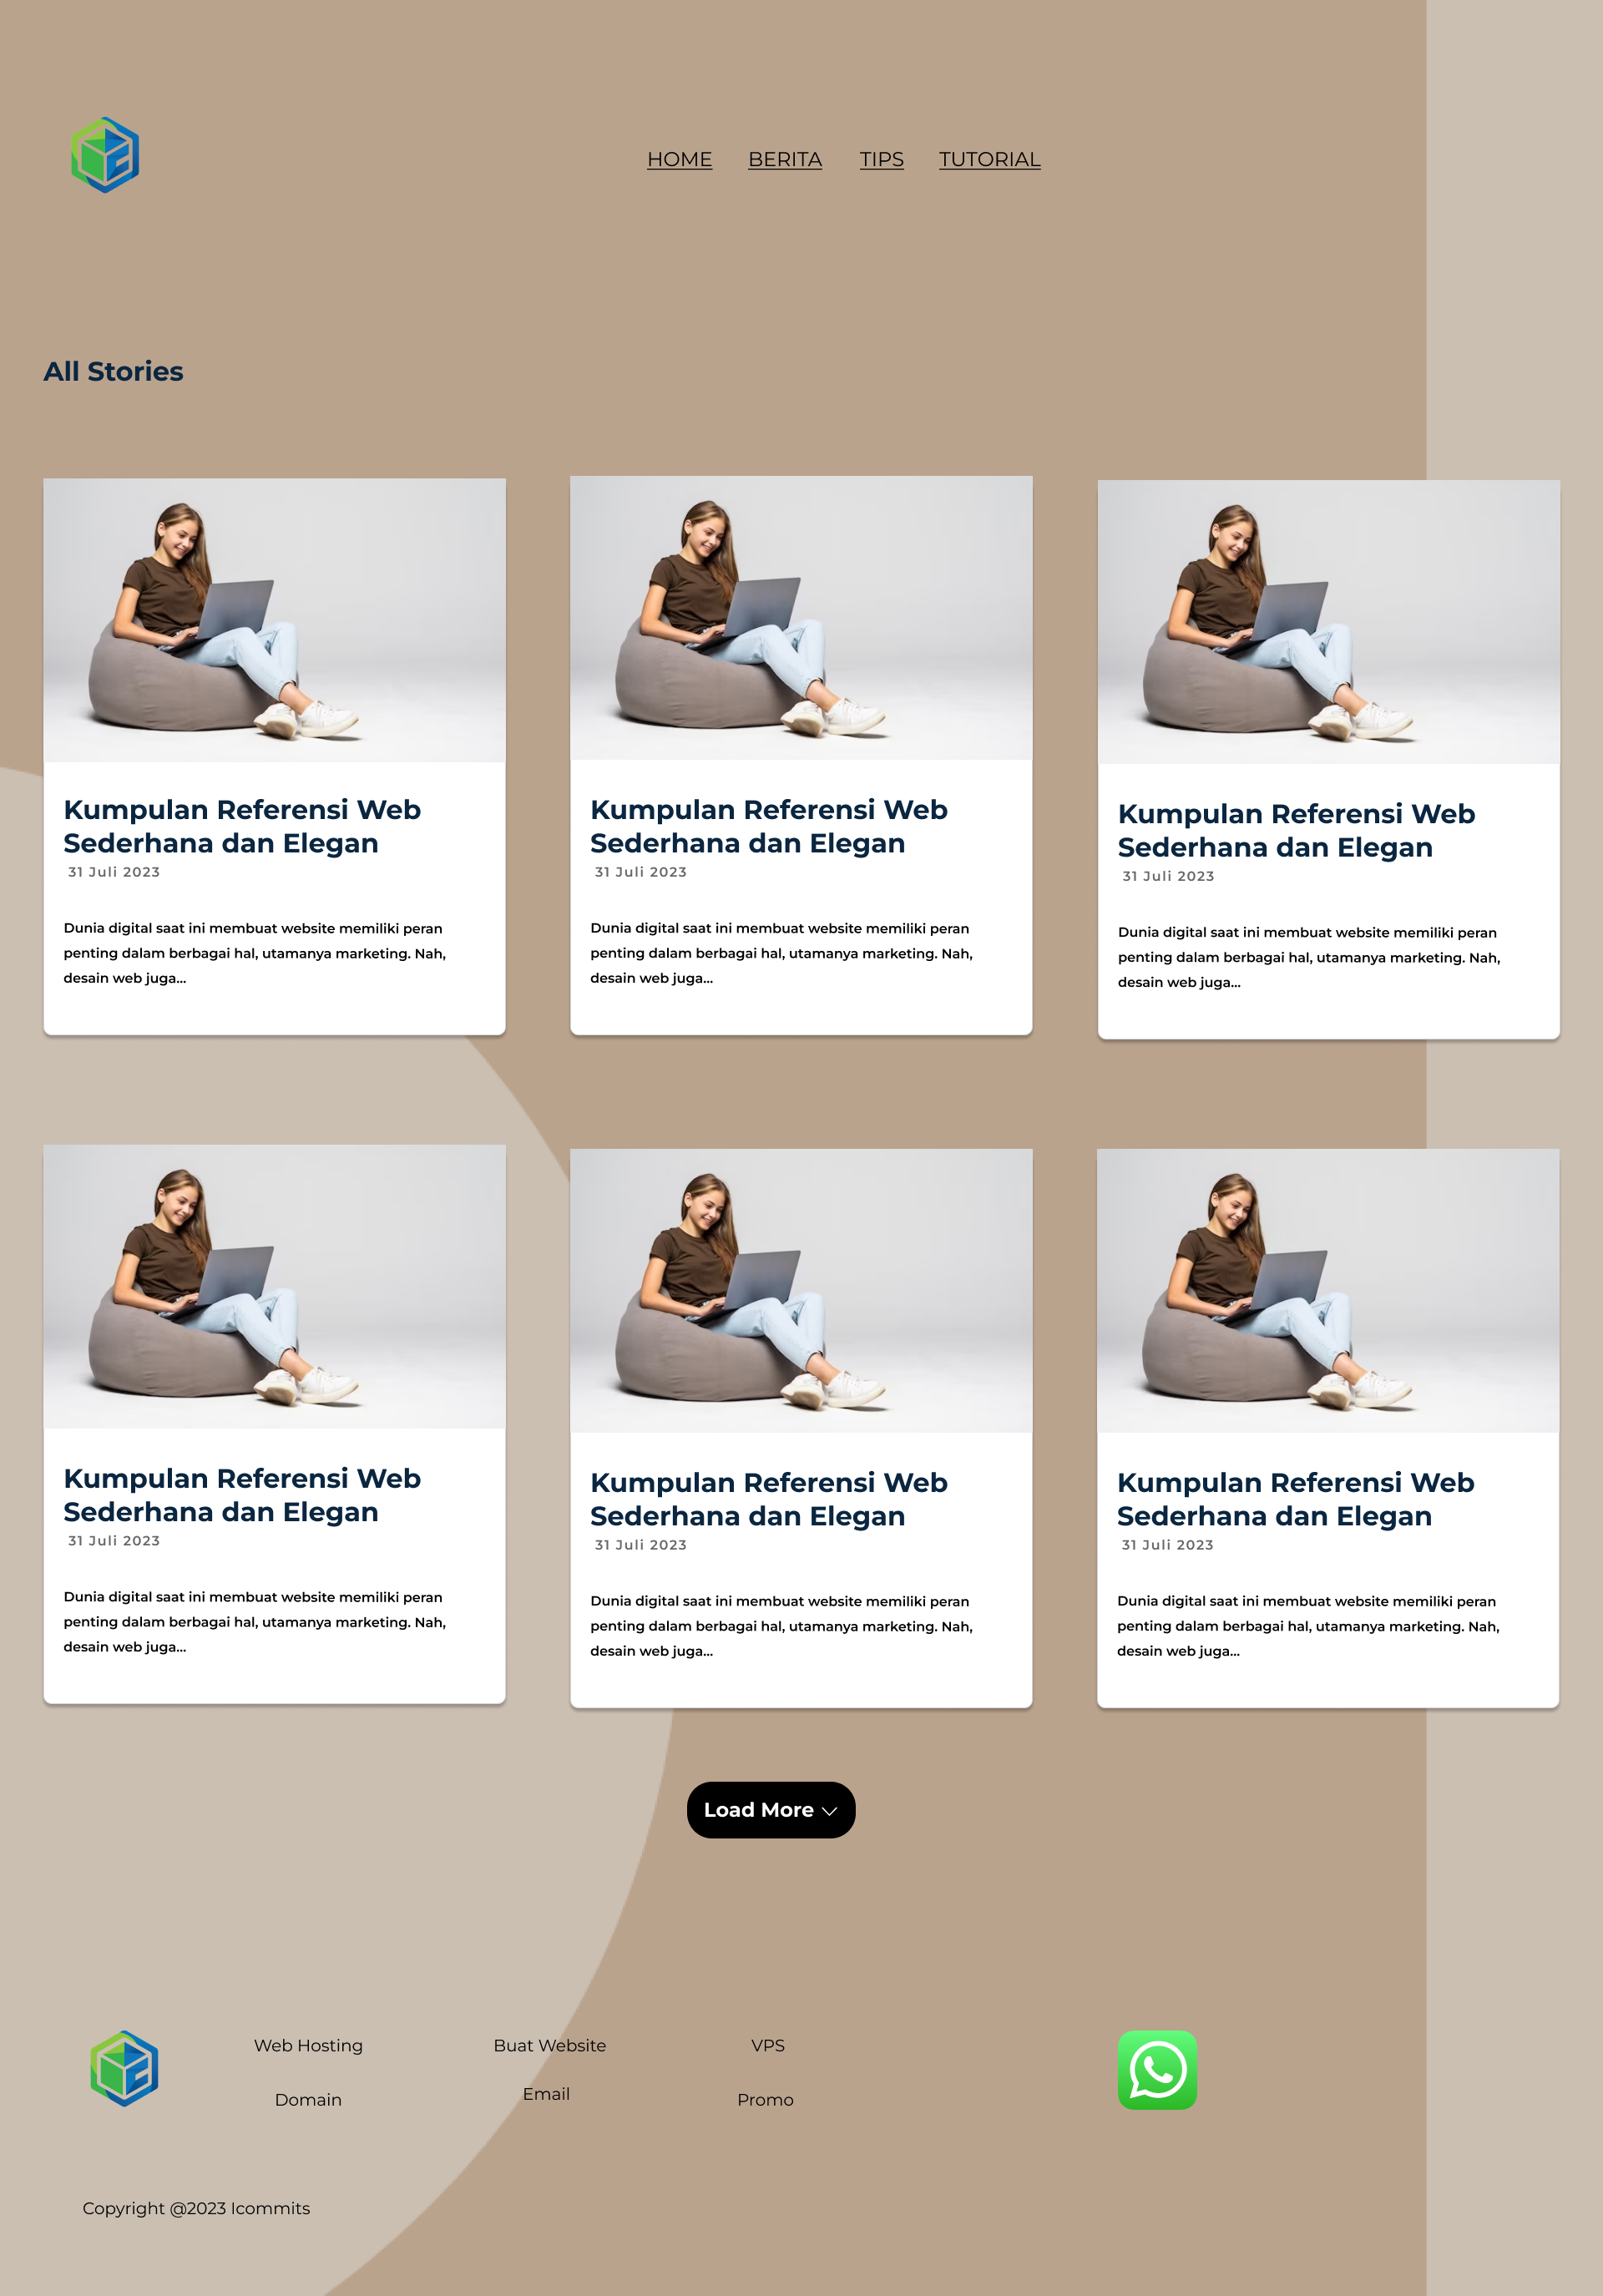 HOME BERITA TIPS TUTORIAL
All Stories
Kumpulan Referensi Web
Sederhana dan Elegan
31 Juli 2023
Dunia digital saat ini membuat website memiliki peran
penting dalam berbagai hal, utamanya marketing. Nah,
desain web juga...
Kumpulan Referensi Web
Sederhana dan Elegan
31 Juli 2023
Dunia digital saat ini membuat website memiliki peran
penting dalam berbagai hal, utamanya marketing. Nah,
desain web juga...
Kumpulan Referensi Web
Sederhana dan Elegan
31 Juli 2023
Dunia digital saat ini membuat website memiliki peran
penting dalam berbagai hal, utamanya marketing. Nah,
desain web juga...
Kumpulan Referensi Web
Sederhana dan Elegan
31 Juli 2023
Dunia digital saat ini membuat website memiliki peran
penting dalam berbagai hal, utamanya marketing. Nah,
desain web juga...
Kumpulan Referensi Web
Sederhana dan Elegan
31 Juli 2023
Dunia digital saat ini membuat website memiliki peran
penting dalam berbagai hal, utamanya marketing. Nah,
desain web juga...
Kumpulan Referensi Web
Sederhana dan Elegan
31 Juli 2023
Dunia digital saat ini membuat website memiliki peran
penting dalam berbagai hal, utamanya marketing. Nah,
desain web juga...
Load More
Web Hosting Buat Website VPS
Domain Email Promo
Copyright @2023 Icommits